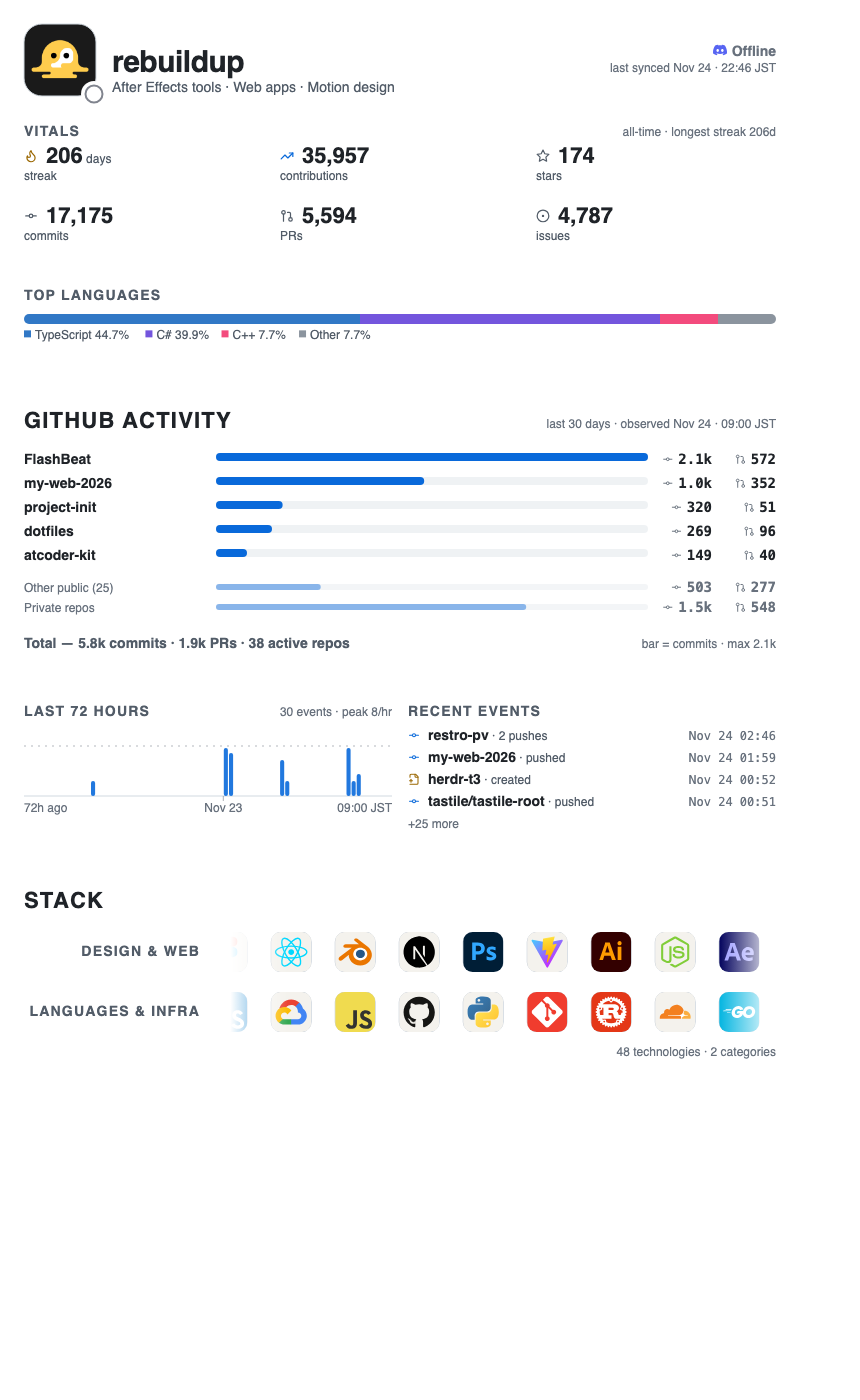 rebuildup
After Effects tools · Web apps · Motion design
Offline
last synced Nov 24 · 22:46 JST
VITALS
all-time · longest streak 206d
206 days
streak
35,957
contributions
174
stars
17,175
commits
5,594
PRs
4,787
issues
TOP LANGUAGES
TypeScript 44.7%
C# 39.9%
C++ 7.7%
Other 7.7%
GITHUB ACTIVITY
last 30 days · observed Nov 24 · 09:00 JST
FlashBeat 2.1k 572
my-web-2026 1.0k 352
project-init 320 51
dotfiles 269 96
atcoder-kit 149 40
Other public (25) 503 277
Private repos 1.5k 548
Total — 5.8k commits · 1.9k PRs · 38 active repos
bar = commits · max 2.1k
LAST 72 HOURS
30 events · peak 8/hr
72h ago
Nov 23
09:00 JST
RECENT EVENTS
restro-pv · 2 pushes Nov 24 02:46
my-web-2026 · pushed Nov 24 01:59
herdr-t3 · created Nov 24 00:52
tastile/tastile-root · pushed Nov 24 00:51
+25 more
STACK
DESIGN & WEB
N
Ps
Ai
JS
Ae
LANGUAGES & INFRA
S
JS
R
GO
48 technologies · 2 categories